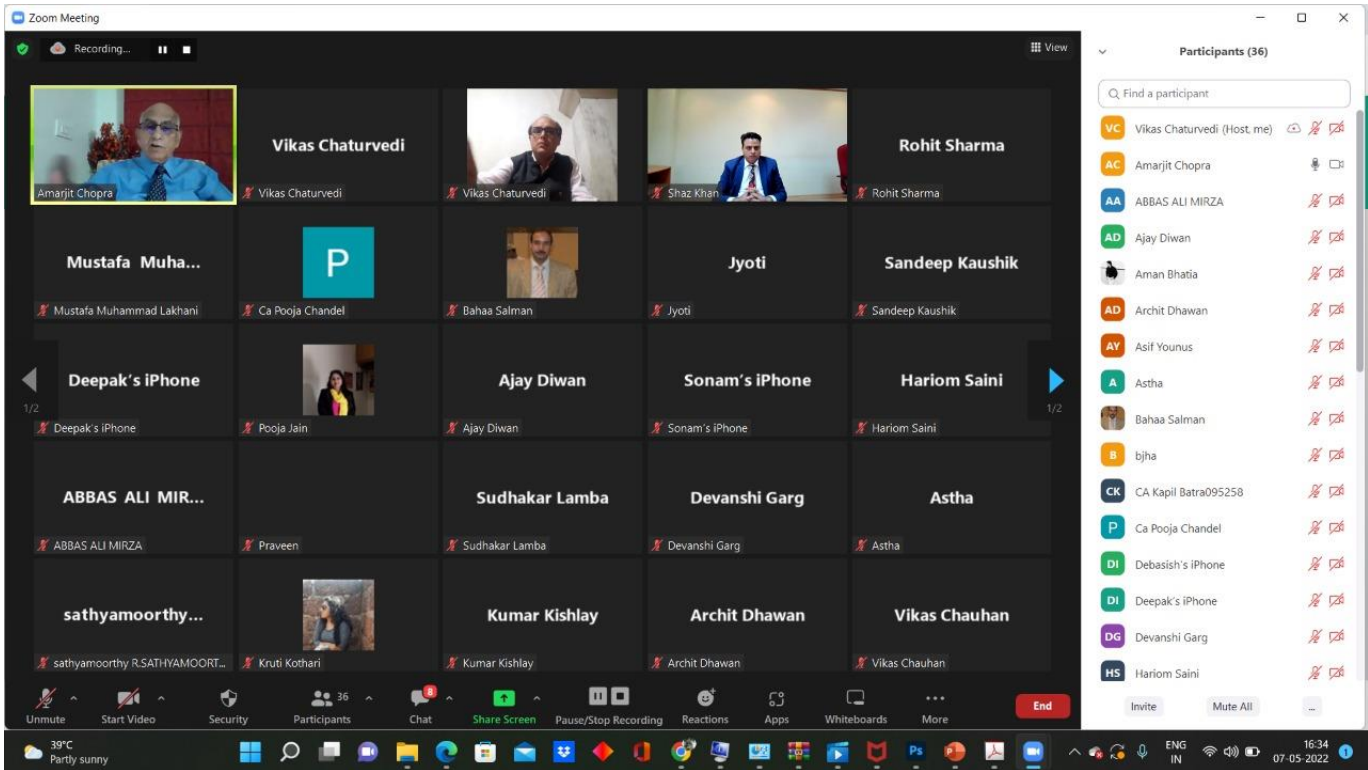 Zoom Meeting
Recording...
View
Participants (36)
Find a participant
Amarjit Chopra
Vikas Chaturvedi
Vikas Chaturvedi
Vikas Chaturvedi
Shaz Khan
Rohit Sharma
Rohit Sharma
Mustafa Muha...
Mustafa Muhammad Lakhani
P
Ca Pooja Chandel
Bahaa Salman
Jyoti
Jyoti
Sandeep Kaushik
Sandeep Kaushik
Deepak's iPhone
Deepak's iPhone
Pooja Jain
Ajay Diwan
Ajay Diwan
Sonam's iPhone
Sonam's iPhone
Hariom Saini
Hariom Saini
1/2
1/2
ABBAS ALI MIR...
ABBAS ALI MIRZA
Praveen
Sudhakar Lamba
Sudhakar Lamba
Devanshi Garg
Devanshi Garg
Astha
Astha
sathyamoorthy...
sathyamoorthy R.SATHYAMOORT...
Kruti Kothari
Kumar Kishlay
Kumar Kishlay
Archit Dhawan
Archit Dhawan
Vikas Chauhan
Vikas Chauhan
VC Vikas Chaturvedi (Host, me)
AC Amarjit Chopra
AA ABBAS ALI MIRZA
AD Ajay Diwan
Aman Bhatia
AD Archit Dhawan
AY Asif Younus
A Astha
Bahaa Salman
B bjha
CK CA Kapil Batra095258
P Ca Pooja Chandel
DI Debasish's iPhone
DI Deepak's iPhone
DG Devanshi Garg
HS Hariom Saini
Invite Mute All ...
Unmute Start Video Security Participants 36 Chat 8 Share Screen Pause/Stop Recording Reactions Apps Whiteboards More End
39°C
Partly sunny
Ps
ENG
IN
16:34
07-05-2022
1